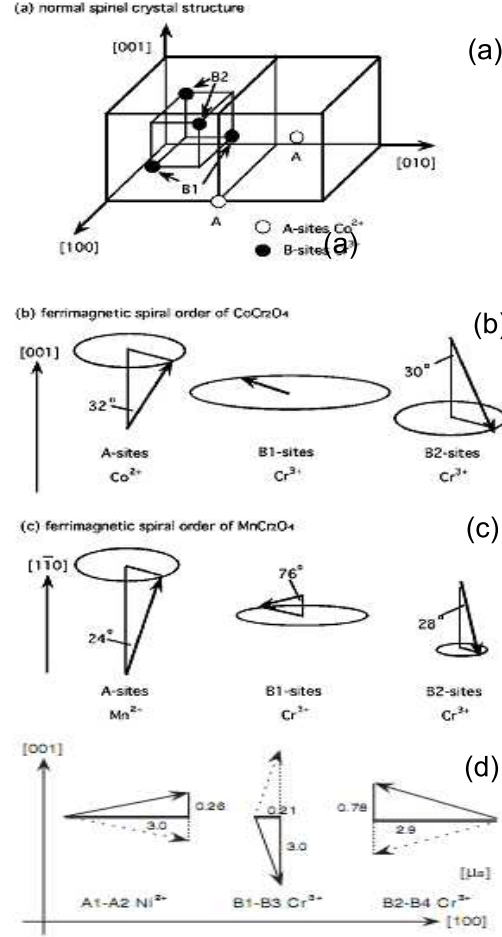 (a) normal spinel crystal structure
[001]
(a)
B2
A
[010]
B1
A
[100]
A-sites Co²⁺
B-sites
(a)
(b) ferrimagnetic spiral order of CoCr₂O₄
(b)
[001]
30°
32°
A-sites B1-sites B2-sites
Co²⁺ Cr³⁺ Cr³⁺
(c) ferrimagnetic spiral order of MnCr₂O₄
(c)
[11̄0]
76°
24° 28°
A-sites B1-sites B2-sites
Mn²⁺ Cr³⁺ Cr³⁺
[001]
(d)
0.26 0.21 0.78
3.0 3.0 2.9
[μ
A1-A2 Ni²⁺ B1-B3 Cr³⁺ B2-B4 Cr³⁺
[100]